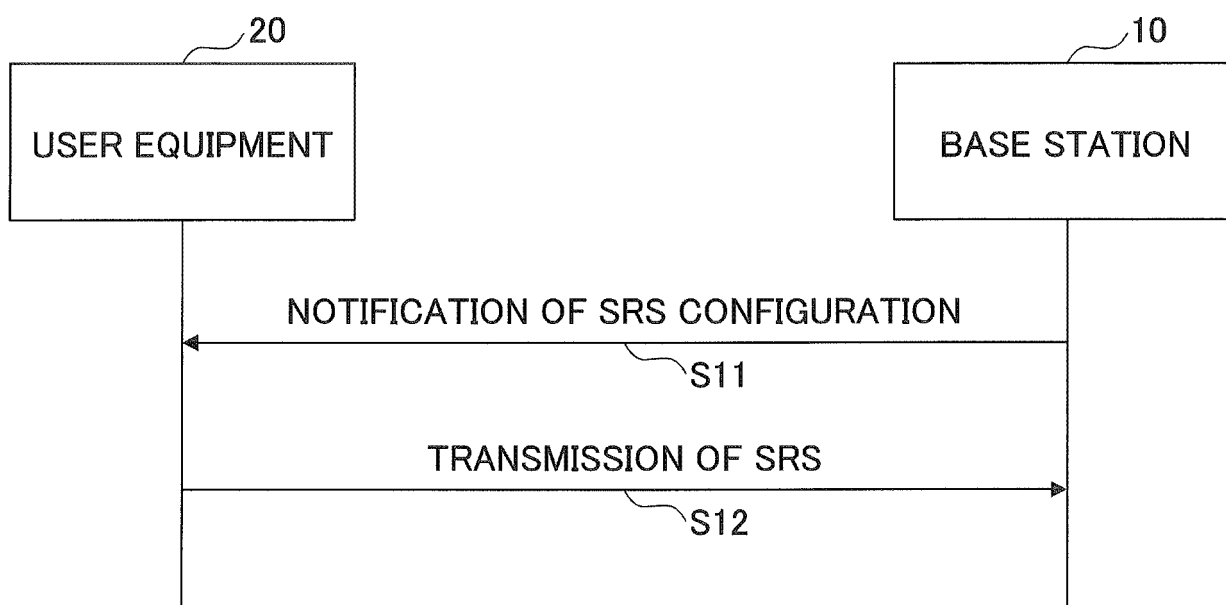 20
10
USER EQUIPMENT
BASE STATION
NOTIFICATION OF SRS CONFIGURATION
S11
TRANSMISSION OF SRS
S12